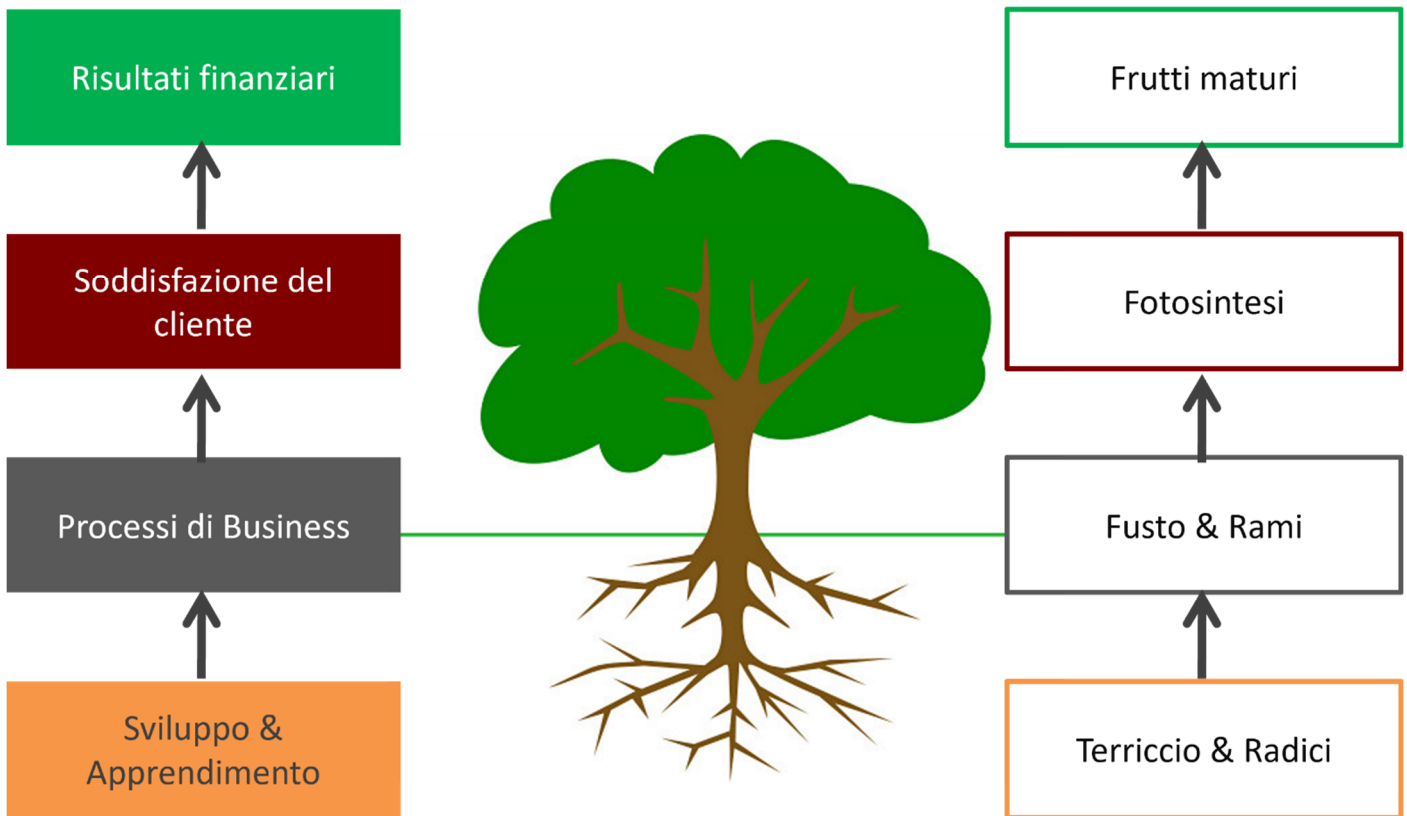 Risultati finanziari
Frutti maturi
Soddisfazione del
cliente
Fotosintesi
Processi di Business
Fusto & Rami
Sviluppo &
Apprendimento
Terriccio & Radici